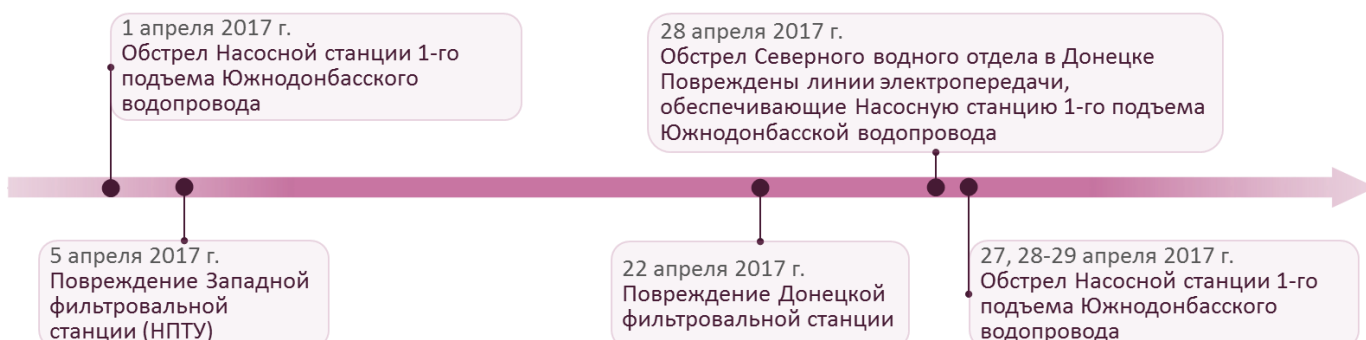 1 апреля 2017 г.
Обстрел Насосной станции 1-го
подъема Южнодонбасского
водопровода
28 апреля 2017 г.
Обстрел Северного водного отдела в Донецке
Повреждены линии электропередачи,
обеспечивающие Насосную станцию 1-го подъема
Южнодонбасской водопровода
5 апреля 2017 г.
Повреждение Западной
фильтровальной
станции (НПТУ)
22 апреля 2017 г.
Повреждение Донецкой
фильтровальной станции
27, 28-29 апреля 2017 г.
Обстрел Насосной станции 1-го
подъема Южнодонбасского
водопровода